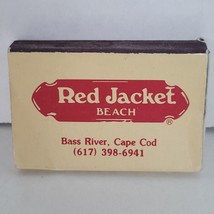 Red Jacket
BEACH
®
Bass River, Cape Cod
(617) 398-6941